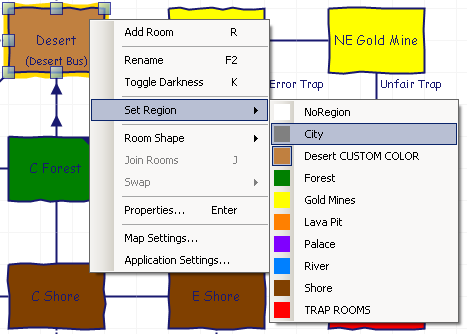 Desert
(Desert Bus)
NE Gold Mine
Error Trap
Unfair Trap
C Forest
C Shore
E Shore
Add Room R
Rename F2
Toggle Darkness K
Set Region
Room Shape
Join Rooms J
Swap
Properties... Enter
Map Settings...
Application Settings...
NoRegion
City
Desert CUSTOM COLOR
Forest
Gold Mines
Lava Pit
Palace
River
Shore
TRAP ROOMS